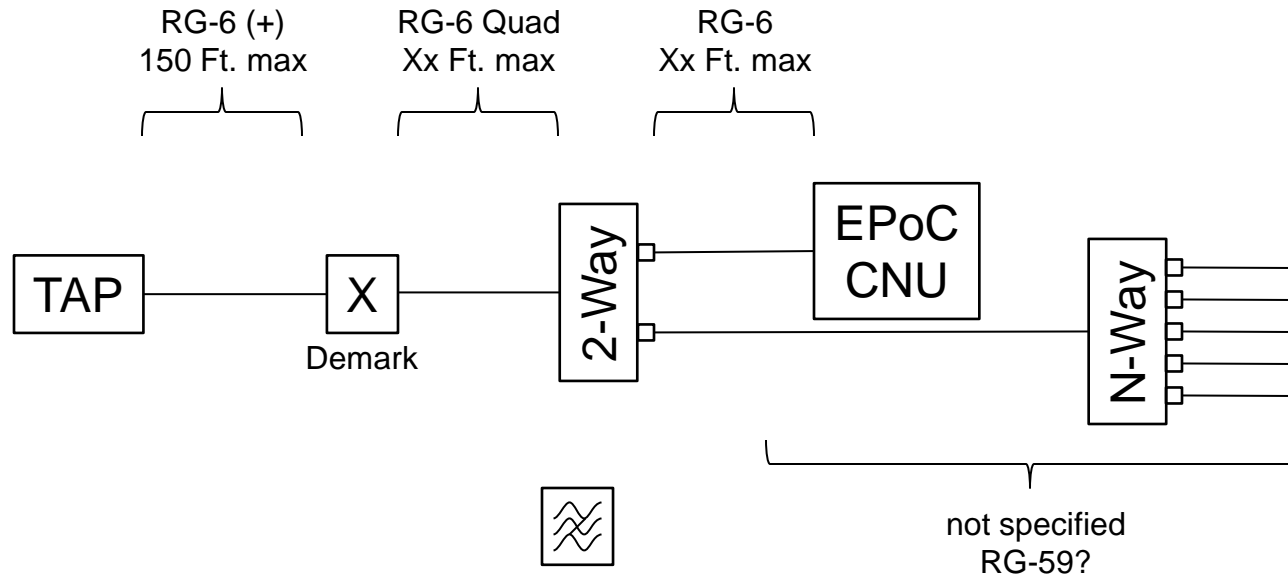 RG-6 (+)
150 Ft. max
RG-6 Quad
Xx Ft. max
RG-6
Xx Ft. max
TAP
X
Demark
2-Way
EPoC
CNU
N-Way
not specified
RG-59?